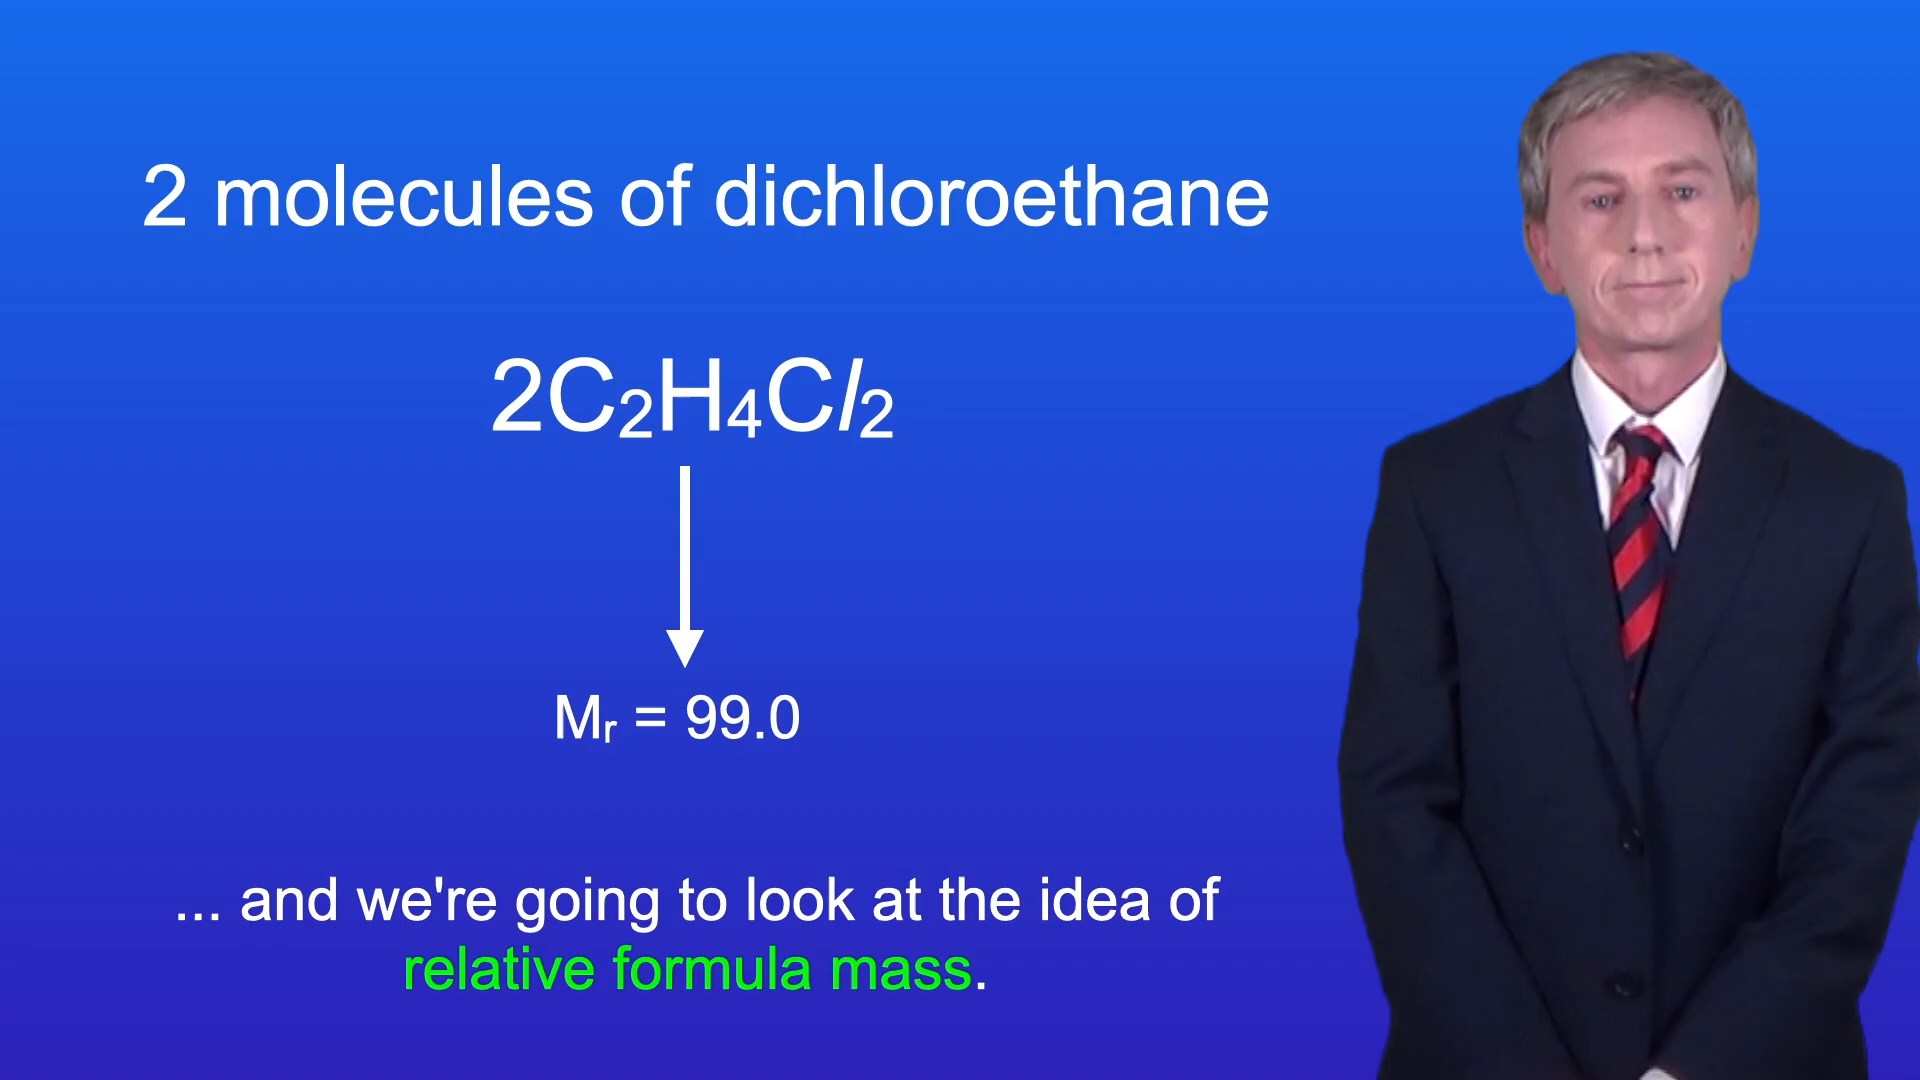 2 molecules of dichloroethane
2C₂H₄Cl₂
Mᵣ = 99.0
... and we're going to look at the idea of
relative formula mass.